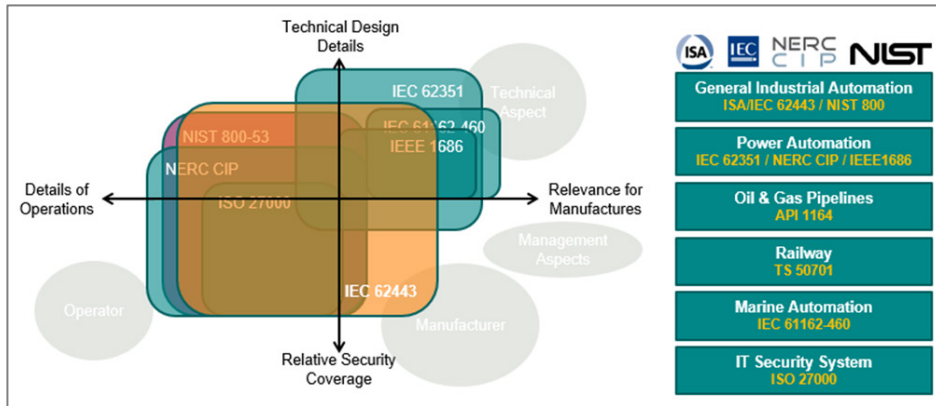 Technical Design
Details
IEC 62351
Technical
Aspect
NIST 800-53
IEC 61162-460
IEEE 1686
NERC CIP
Details of
Operations
ISO 27000
Relevance for
Manufactures
Management
Aspects
IEC 62443
Operator
Manufacturer
Relative Security
Coverage
ISA
IEC
NERC
CIP
NIST
General Industrial Automation
ISA/IEC 62443 / NIST 800
Power Automation
IEC 62351 / NERC CIP / IEEE1686
Oil & Gas Pipelines
API 1164
Railway
TS 50701
Marine Automation
IEC 61162-460
IT Security System
ISO 27000